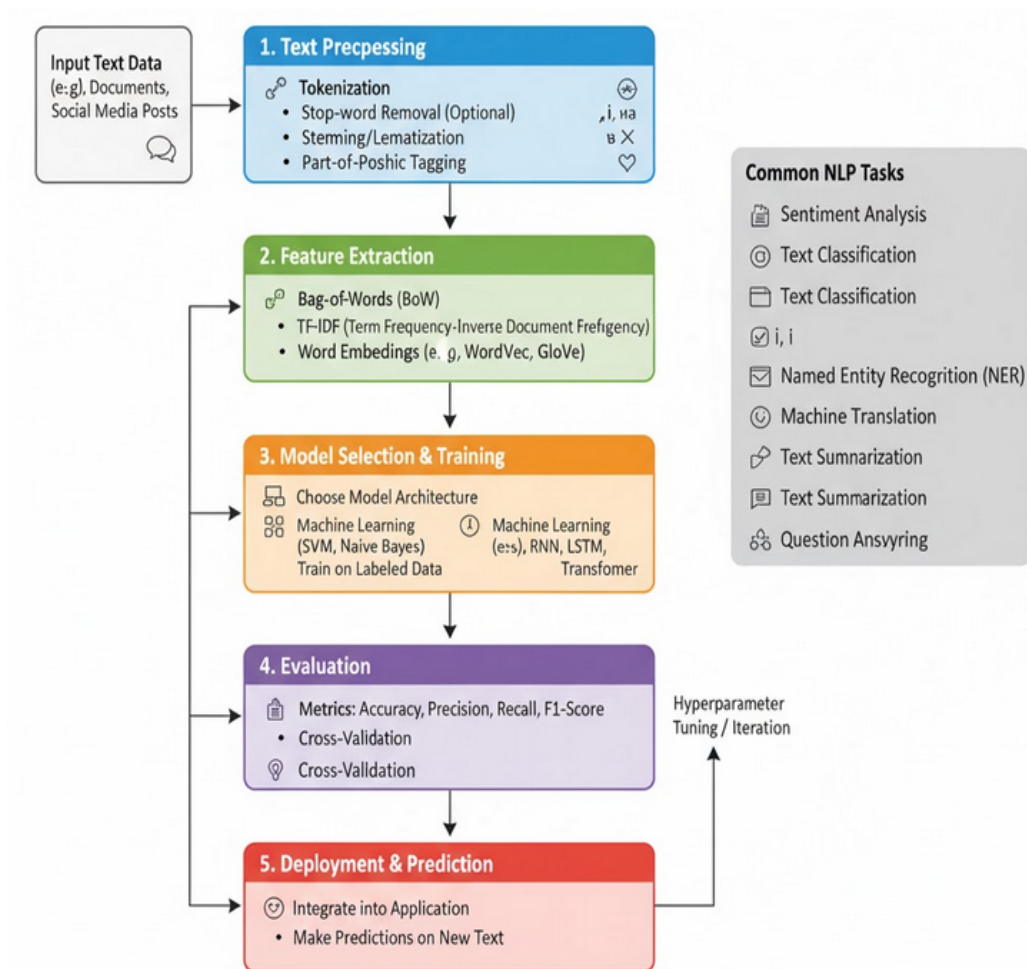 Input Text Data
(e:g), Documents,
Social Media Posts
1. Text Precpessing
Tokenization
• Stop-word Removal (Optional)
• Stemming/Lematization
• Part-of-Poshic Tagging
2. Feature Extraction
Bag-of-Words (BoW)
• TF-IDF (Term Frequency-Inverse Document Frefigency)
• Word Embedings (e. g, WordVec, GloVe)
3. Model Selection & Training
Choose Model Architecture
Machine Learning
(SVM, Naive Bayes)
Train on Labeled Data
Machine Learning
RNN, LSTM,
Transfomer
4. Evaluation
Metrics: Accuracy, Precision, Recall, F1-Score
• Cross-Validation
Cross-Valldation
Hyperparameter
Tuning / Iteration
5. Deployment & Prediction
Integrate into Application
• Make Predictions on New Text
Common NLP Tasks
Sentiment Analysis
Text Classification
Text Classification
i, i
Named Entity Recogrition (NER)
Machine Translation
Text Sumnarization
Text Summarization
Question Ansvyring